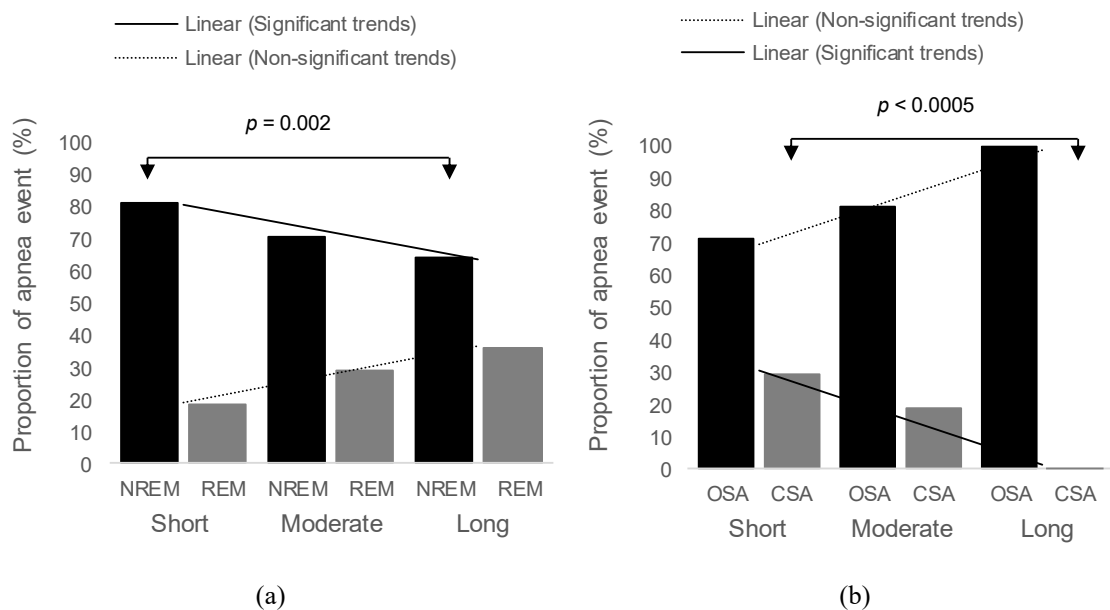 Linear (Significant trends)
Linear (Non-significant trends)
p = 0.002
Proportion of apnea event (%)
100
90
80
70
60
50
40
30
20
10
0
NREM REM NREM REM NREM REM
Short Moderate Long
(a)
Linear (Non-significant trends)
Linear (Significant trends)
p < 0.0005
Proportion of apnea event (%)
100
90
80
70
60
50
40
30
20
10
0
OSA CSA OSA CSA OSA CSA
Short Moderate Long
(b)